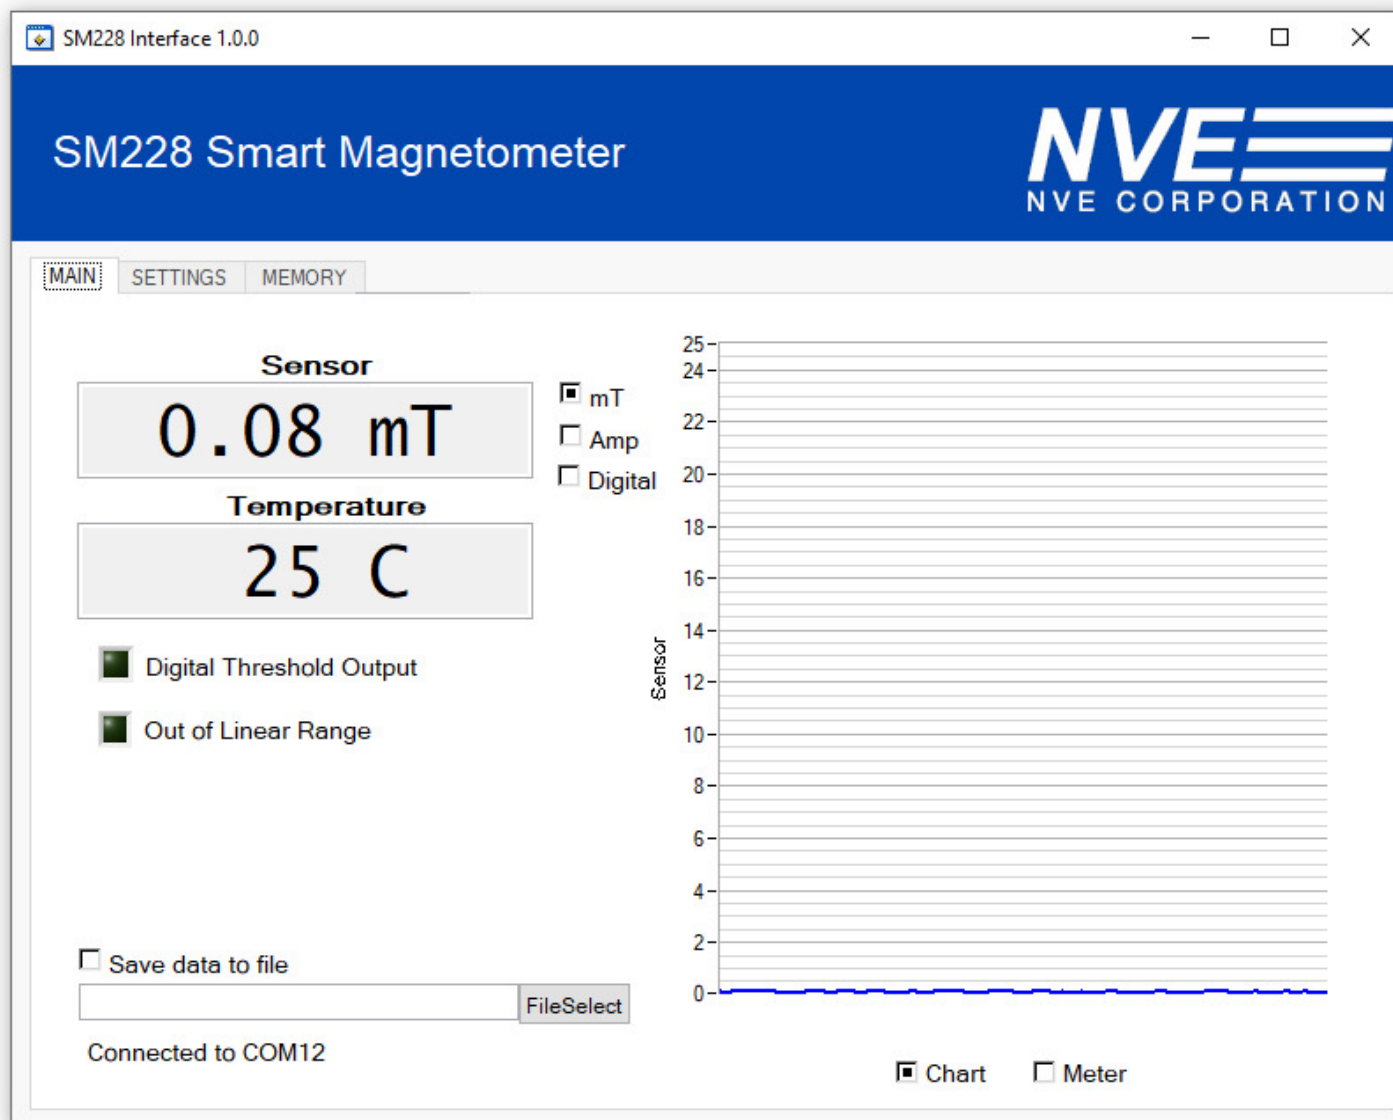 SM228 Interface 1.0.0
SM228 Smart Magnetometer
NVE
NVE CORPORATION
MAIN
SETTINGS
MEMORY
Sensor
0.08 mT
mT
Amp
Digital
Temperature
25 C
Digital Threshold Output
Out of Linear Range
Save data to file
FileSelect
Connected to COM12
Sensor
25
24
22
20
18
16
14
12
10
8
6
4
2
0
Chart
Meter